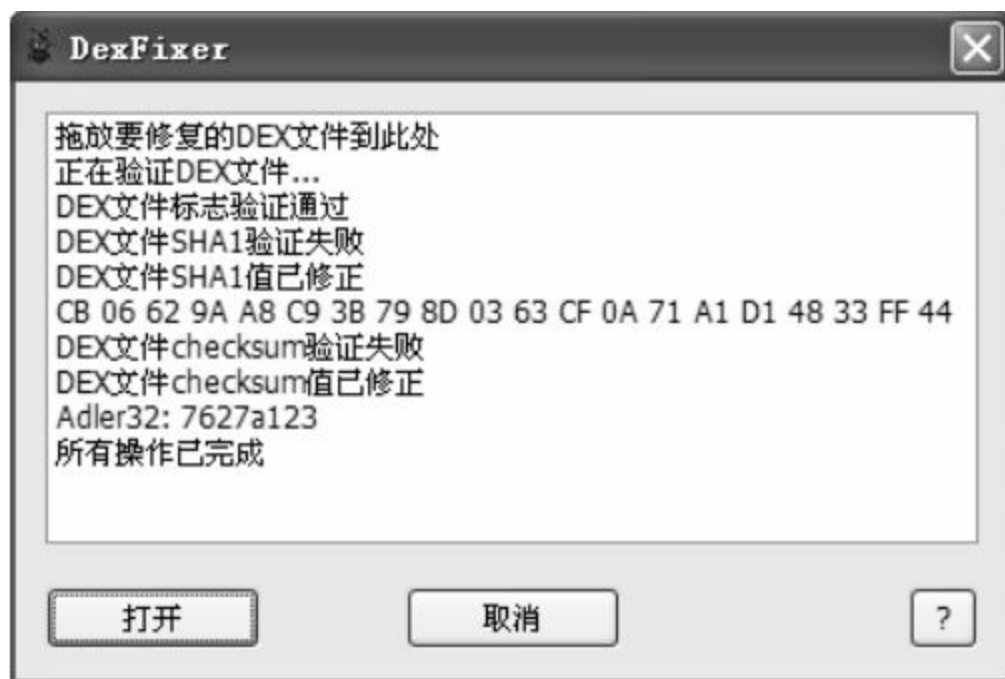 DexFixer
拖放要修复的DEX文件到此处
正在验证DEX文件...
DEX文件标志验证通过
DEX文件SHA1验证失败
DEX文件SHA1值已修正
CB 06 62 9A A8 C9 3B 79 8D 03 63 CF 0A 71 A1 D1 48 33 FF 44
DEX文件checksum验证失败
DEX文件checksum值已修正
Adler32: 7627a123
所有操作已完成
打开 取消 ?